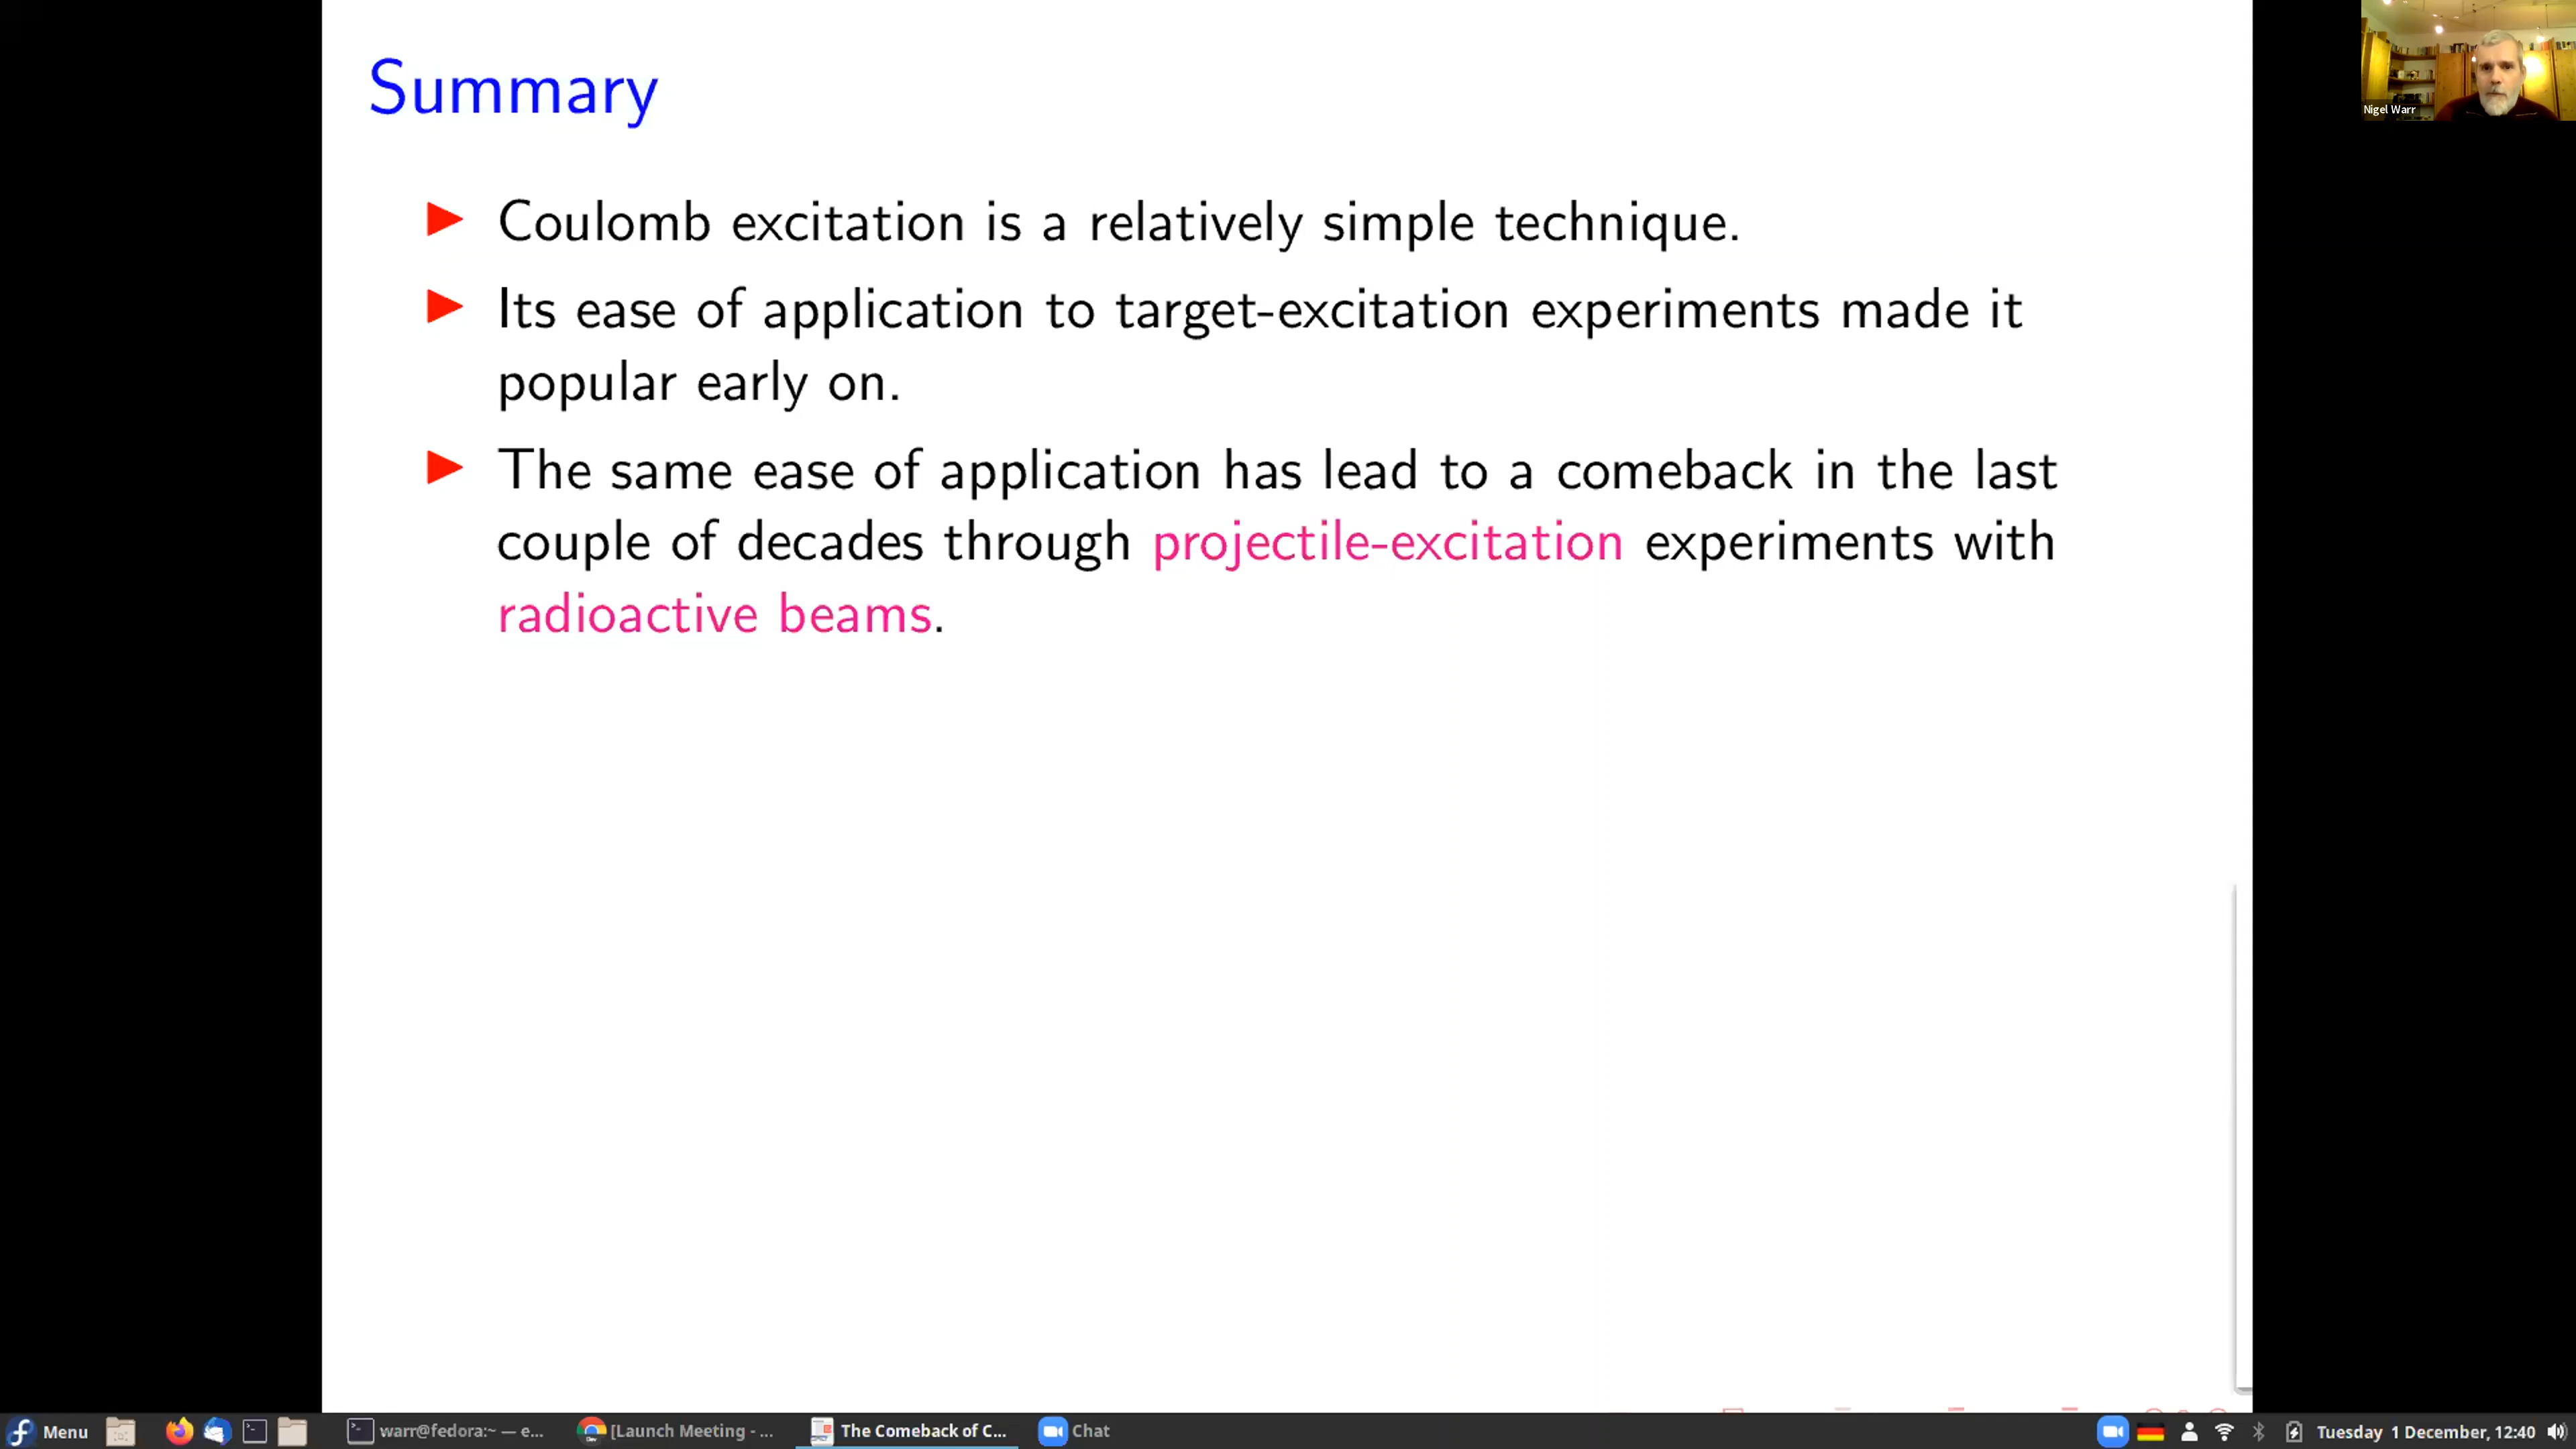 Summary
Nigel Warr
Coulomb excitation is a relatively simple technique.
Its ease of application to target-excitation experiments made it
popular early on.
The same ease of application has lead to a comeback in the last
couple of decades through projectile-excitation experiments with
radioactive beams.
Menu
warr@fedora:~ — e...
[Launch Meeting - ...
The Comeback of C...
Chat
Tuesday 1 December, 12:40